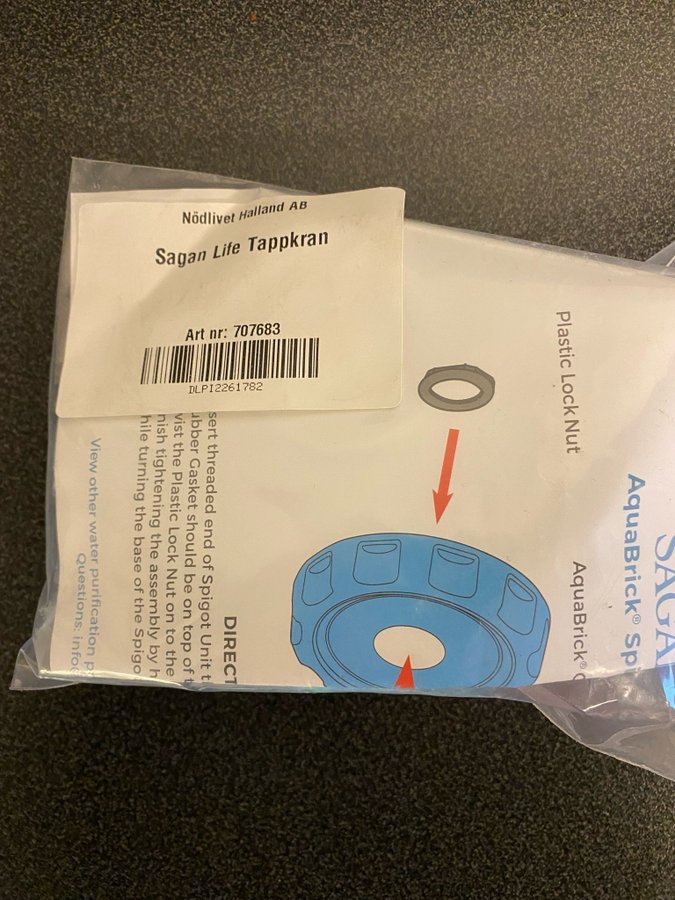 Nödlivet Halland AB
Sagan Life Tappkran
Art nr: 707683
DLPI2261782
SAGA
AquaBrick® Sp
Plastic Lock Nut
AquaBrick®
DIRECT
sert threaded end of Spigot Unit
ubber Gasket should be on top of
vist the Plastic Lock Nut on to the
nish tightening the assembly by h
hile turning the base of the Spigo
View other water purification p
Questions: info